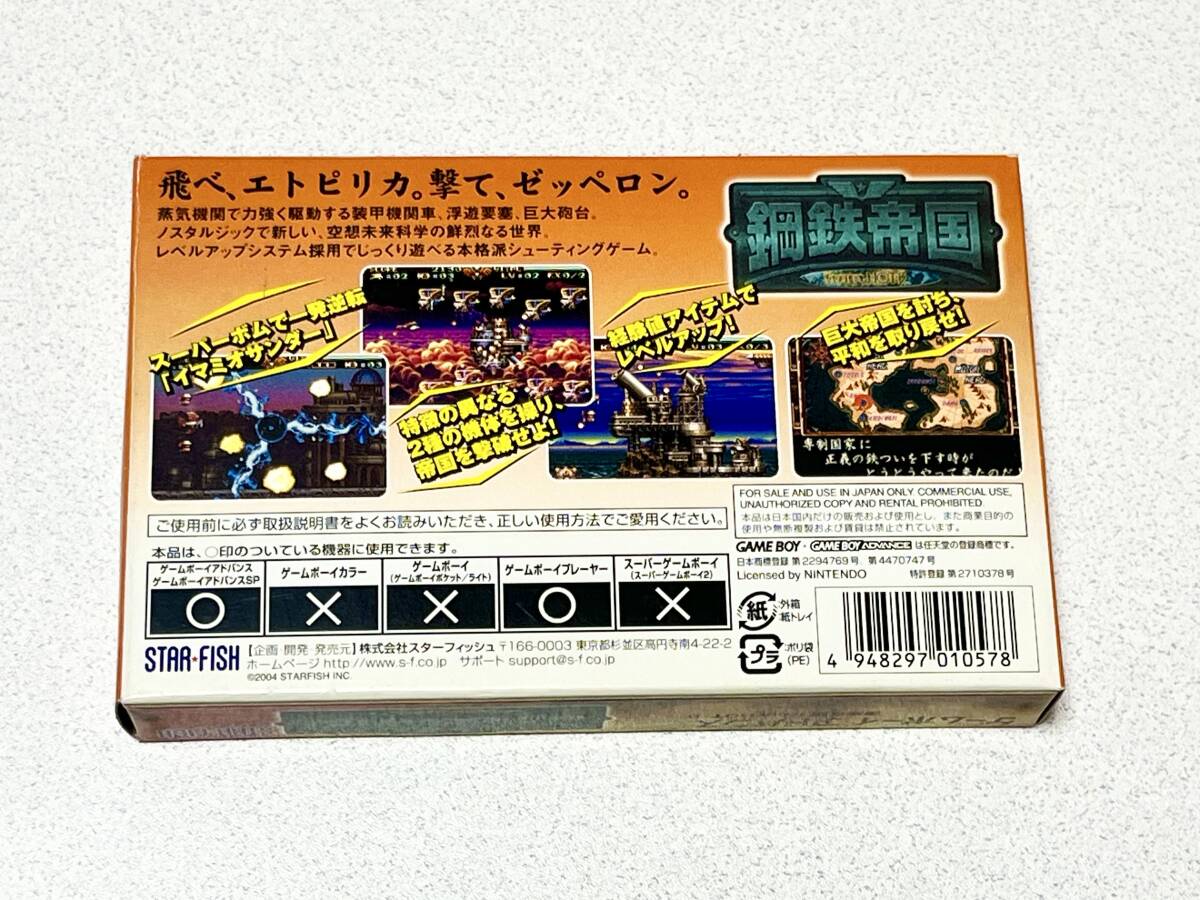 飛べ、エトピリカ。撃て、ゼッペロン。
蒸気機関で力強く駆動する装甲機関車、浮遊要塞、巨大砲台。
ノスタルジックで新しい、空想未来科学の鮮烈なる世界。
レベルアップシステム採用でじっくり遊べる本格派シューティングゲーム。
鋼鉄帝国
スーパーボムで一発逆転
「イマミオサンダー」
特徴の異なる
2種の機体を操り、
帝国を撃破せよ!
経験値アイテムで
レベルアップ!
巨大帝国を討ち、
平和を取り戻せ!
専制国家に
正義の鉄ついを下す時が
とうとうやって来たのだ
FOR SALE AND USE IN JAPAN ONLY. COMMERCIAL USE,
UNAUTHORIZED COPY AND RENTAL PROHIBITED.
本品は日本国内だけの販売および使用とし、また商業目的の
使用や無断複製および賃貸は禁止されています。
ご使用前に必ず取扱説明書をよくお読みいただき、正しい使用方法でご愛用ください。
本品は、○印のついている機器に使用できます。
ゲームボーイアドバンス
ゲームボーイアドバンスSP
○
ゲームボーイカラー
×
ゲームボーイ
(ゲームボーイポケット/ライト)
×
ゲームボーイプレーヤー
○
スーパーゲームボーイ
(スーパーゲームボーイ2)
×
GAME BOY・GAME BOY ADVANCE は任天堂の登録商標です。
日本商標登録 第2294769号、第4470747号
Licensed by NINTENDO 特許登録 第2710378号
紙
:外箱
:紙トレイ
プラ
:ポリ袋
(PE)
4 948297 010578
STAR★FISH
【企画・開発・発売元】株式会社スターフィッシュ 〒166-0003 東京都杉並区高円寺南4-22-2
ホームページ http://www.s-f.co.jp サポート support@s-f.co.jp
©2004 STARFISH INC.
ゲームボーイアドバンス